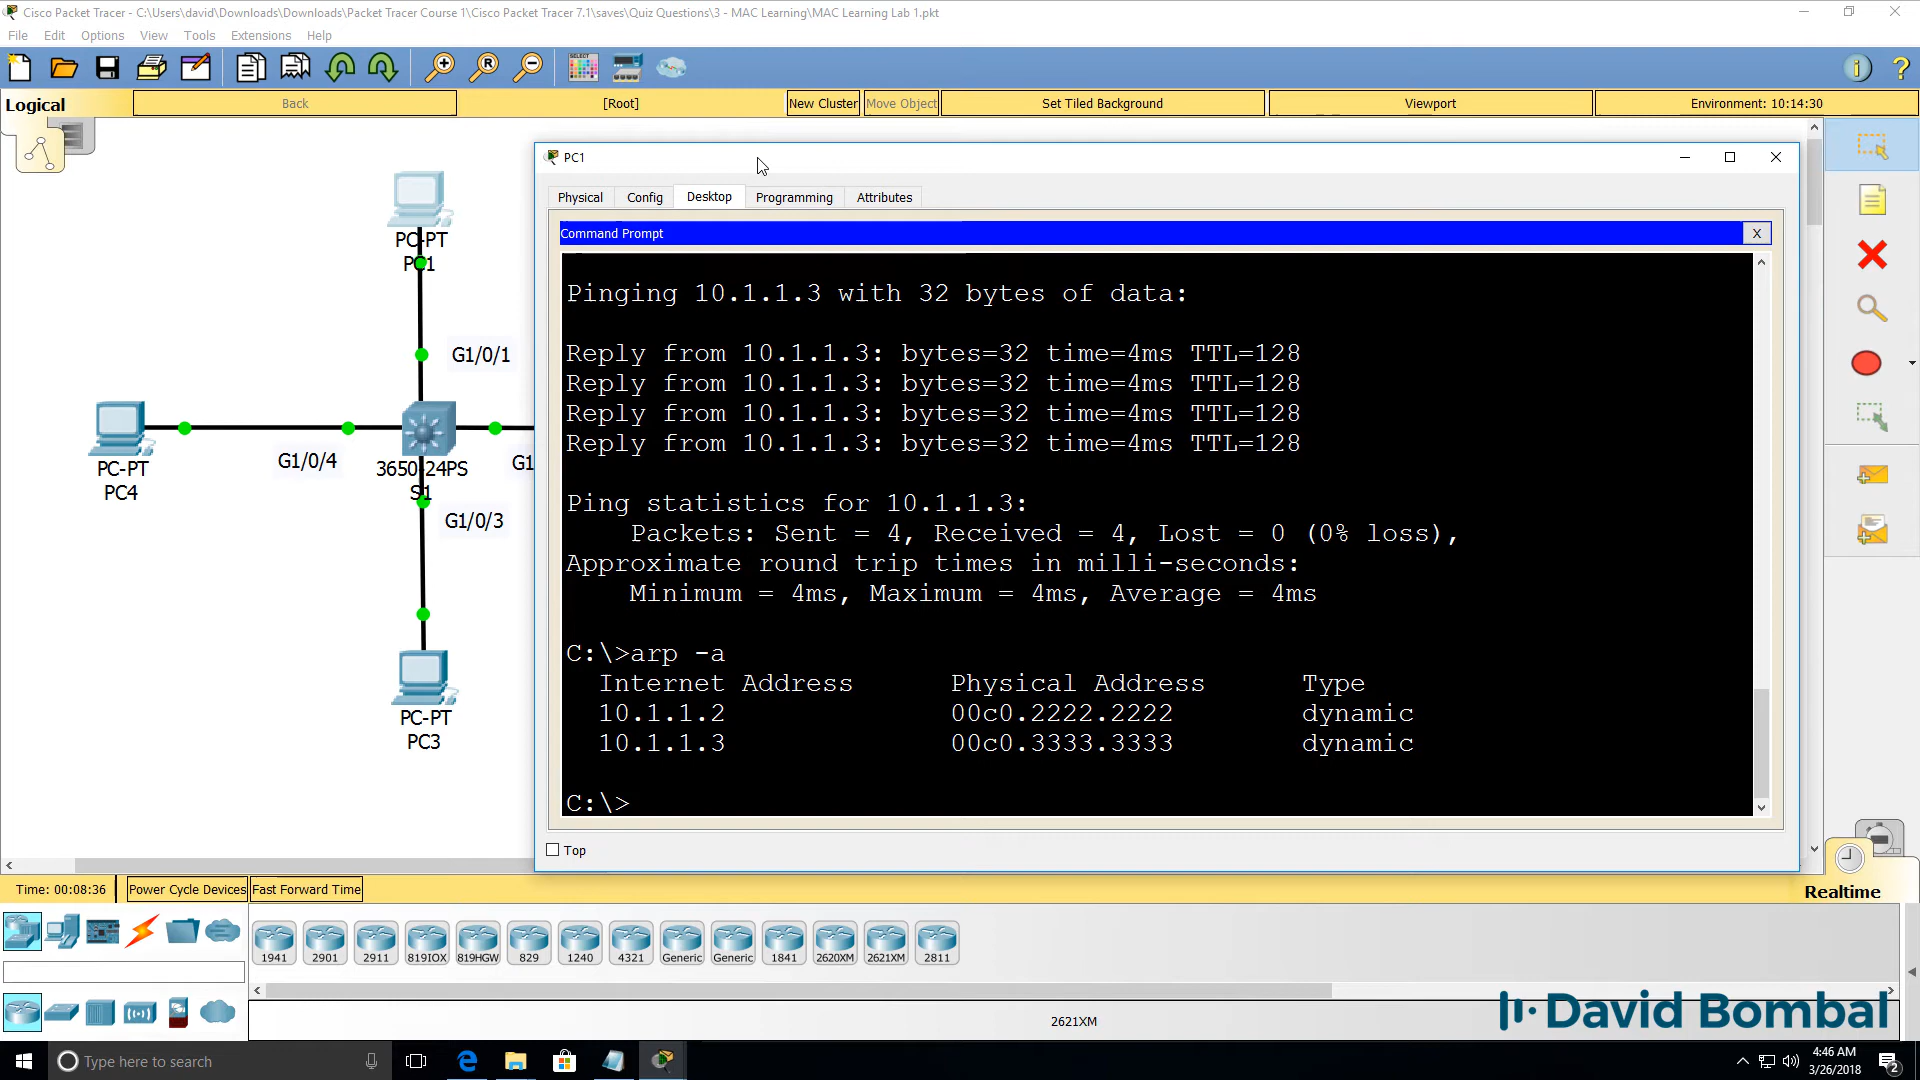 Cisco Packet Tracer - C:\Users\david\Downloads\Downloads\Packet Tracer Course 1\Cisco Packet Tracer 7.1\saves\Quiz Questions\3 - MAC Learning\MAC Learning Lab 1.pkt
File Edit Options View Tools Extensions Help
Logical Back [Root] New Cluster Move Object Set Tiled Background Viewport Environment: 10:14:30
PC-PT
PC1
G1/0/1
PC-PT
PC4
G1/0/4
3650-24PS
S1
G1
G1/0/3
PC-PT
PC3
PC1
Physical Config Desktop Programming Attributes
Command Prompt X
Pinging 10.1.1.3 with 32 bytes of data:
Reply from 10.1.1.3: bytes=32 time=4ms TTL=128
Reply from 10.1.1.3: bytes=32 time=4ms TTL=128
Reply from 10.1.1.3: bytes=32 time=4ms TTL=128
Reply from 10.1.1.3: bytes=32 time=4ms TTL=128
Ping statistics for 10.1.1.3:
Packets: Sent = 4, Received = 4, Lost = 0 (0% loss),
Approximate round trip times in milli-seconds:
Minimum = 4ms, Maximum = 4ms, Average = 4ms
C:\>arp -a
Internet Address Physical Address Type
10.1.1.2 00c0.2222.2222 dynamic
10.1.1.3 00c0.3333.3333 dynamic
C:\>
Top
Time: 00:08:36 Power Cycle Devices Fast Forward Time Realtime
1941 2901 2911 819IOX 819HGW 829 1240 4321 Generic Generic 1841 2620XM 2621XM 2811
2621XM
David Bombal
Type here to search
4:46 AM
3/26/2018
2